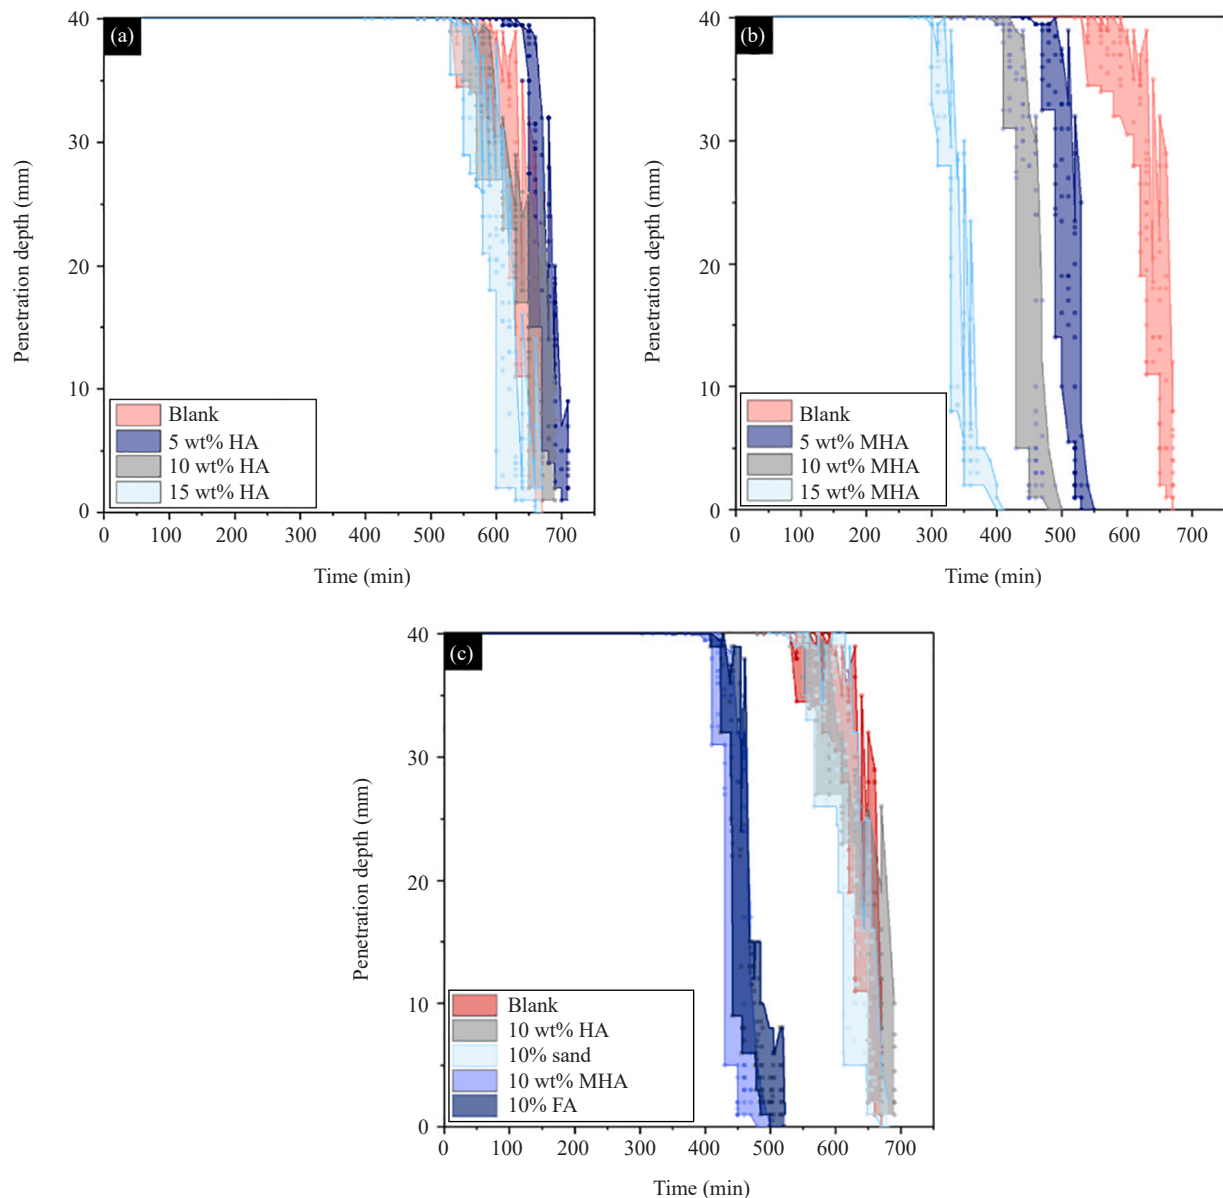 (a)
40
30
20
10
0
Penetration depth (mm)
Blank
5 wt% HA
10 wt% HA
15 wt% HA
0 100 200 300 400 500 600 700
Time (min)
(b)
40
30
20
10
0
Penetration depth (mm)
Blank
5 wt% MHA
10 wt% MHA
15 wt% MHA
0 100 200 300 400 500 600 700
Time (min)
(c)
40
30
20
10
0
Penetration depth (mm)
Blank
10 wt% HA
10% sand
10 wt% MHA
10% FA
0 100 200 300 400 500 600 700
Time (min)